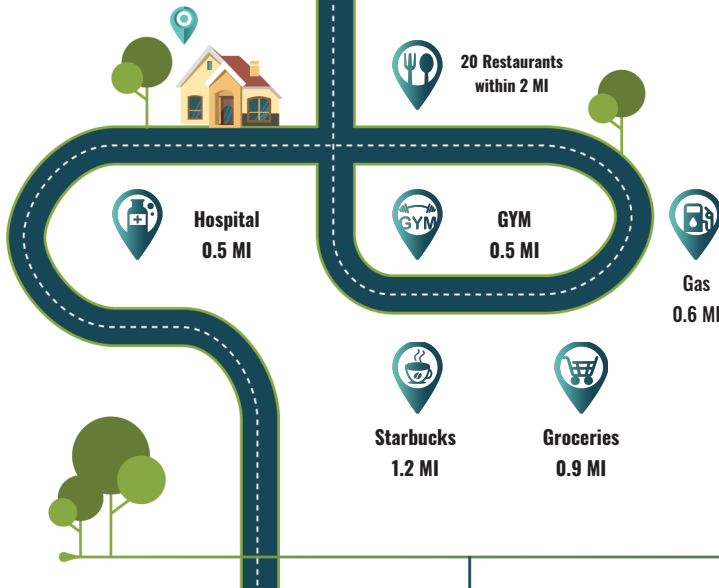 20 Restaurants
within 2 MI
Hospital
0.5 MI
GYM
GYM
0.5 MI
Gas
0.6 MI
Starbucks
1.2 MI
Groceries
0.9 MI